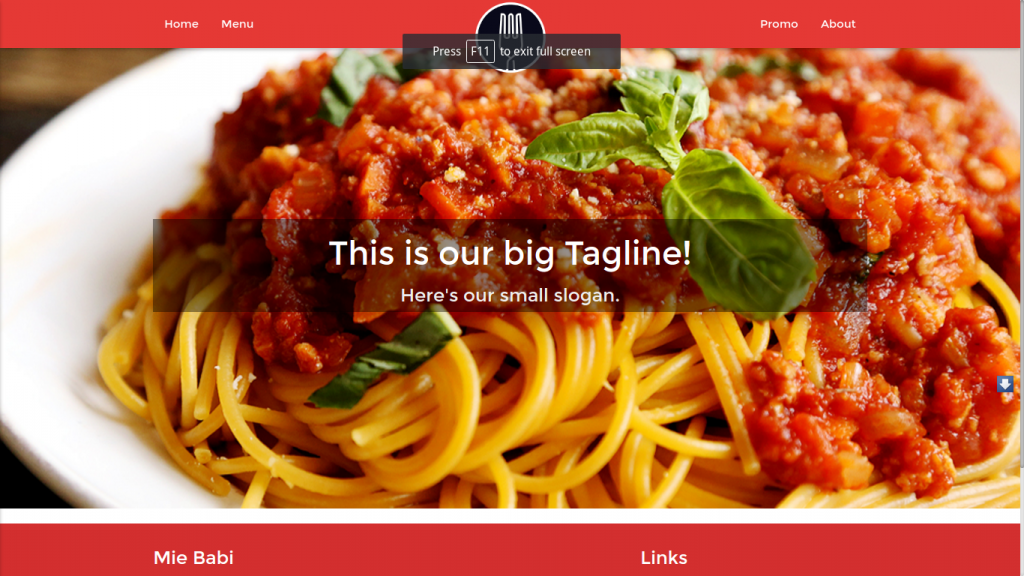 Home Menu Promo About
Press F11 to exit full screen
This is our big Tagline!
Here's our small slogan.
Mie Babi Links